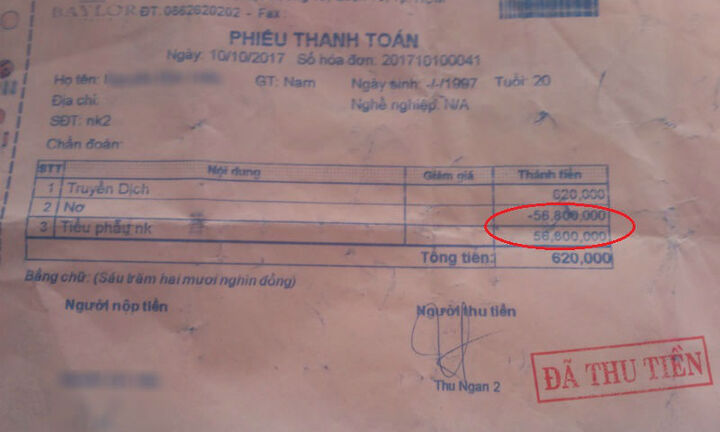 BAYLOR ĐT. 0862620202 - Fax :
PHIẾU THANH TOÁN
Ngày: 10/10/2017 Số hóa đơn: 201710100041
Họ tên: GT: Nam Ngày sinh: -/-/1997 Tuổi: 20
Địa chỉ: Nghề nghiệp: N/A
SĐT: nk2
Chẩn đoán:
STT Nội dung Giảm giá Thành tiền
1 Truyền Dịch 620,000
2 Nợ -56,800,000
3 Tiểu phẫu nk 56,800,000
Tổng tiền: 620,000
Bằng chữ: (Sáu trăm hai mươi nghìn đồng)
Người nộp tiền Người thu tiền
Thu Ngan 2
ĐÃ THU TIỀN